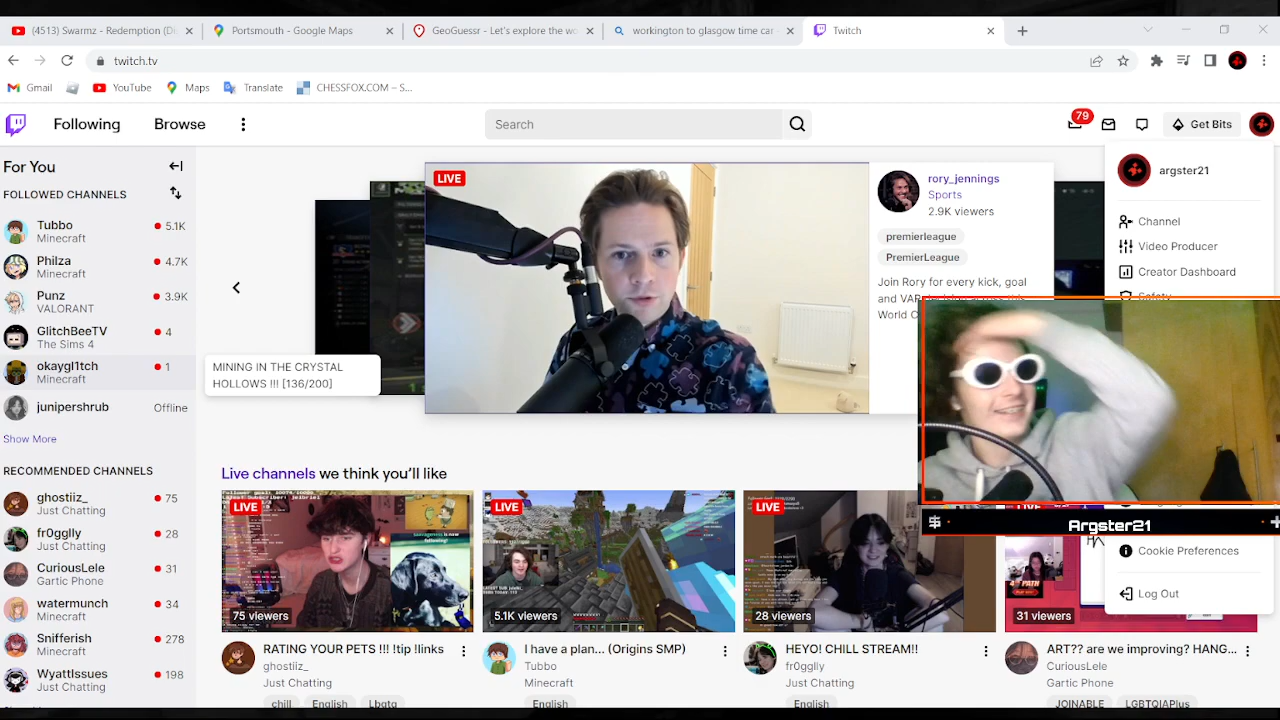 (4513) Swarmz - Redemption (Di
Portsmouth - Google Maps
GeoGuessr - Let's explore the wo
workington to glasgow time car -
Twitch
twitch.tv
Gmail
YouTube
Maps
Translate
CHESSFOX.COM – S...
Following
Browse
Search
79
Get Bits
For You
FOLLOWED CHANNELS
Tubbo
5.1K
Minecraft
Philza
4.7K
Minecraft
Punz
3.9K
VALORANT
GlitchBeeTV
4
The Sims 4
okaygl1tch
1
Minecraft
junipershrub
Offline
Show More
RECOMMENDED CHANNELS
ghostiiz_
75
Just Chatting
fr0gglly
28
Just Chatting
CuriousLele
31
Gartic Phone
34
Minecraft
Snifferish
278
Minecraft
WyattIssues
198
Just Chatting
MINING IN THE CRYSTAL
HOLLOWS !!! [136/200]
LIVE
rory_jennings
Sports
2.9K viewers
premierleague
PremierLeague
Join Rory for every kick, goal
and VAR
World C
argster21
Channel
Video Producer
Creator Dashboard
Safety
Argster21
Cookie Preferences
Log Out
Live channels we think you'll like
LIVE
75 viewers
RATING YOUR PETS !!! !tip !links
ghostiiz_
Just Chatting
chill
English
Lbgtq
LIVE
5.1K viewers
I have a plan... (Origins SMP)
Tubbo
Minecraft
English
LIVE
28 viewers
HEYO! CHILL STREAM!!
fr0gglly
Just Chatting
English
31 viewers
ART?? are we improving? HANG...
CuriousLele
Gartic Phone
JOINABLE
LGBTQIAPlus